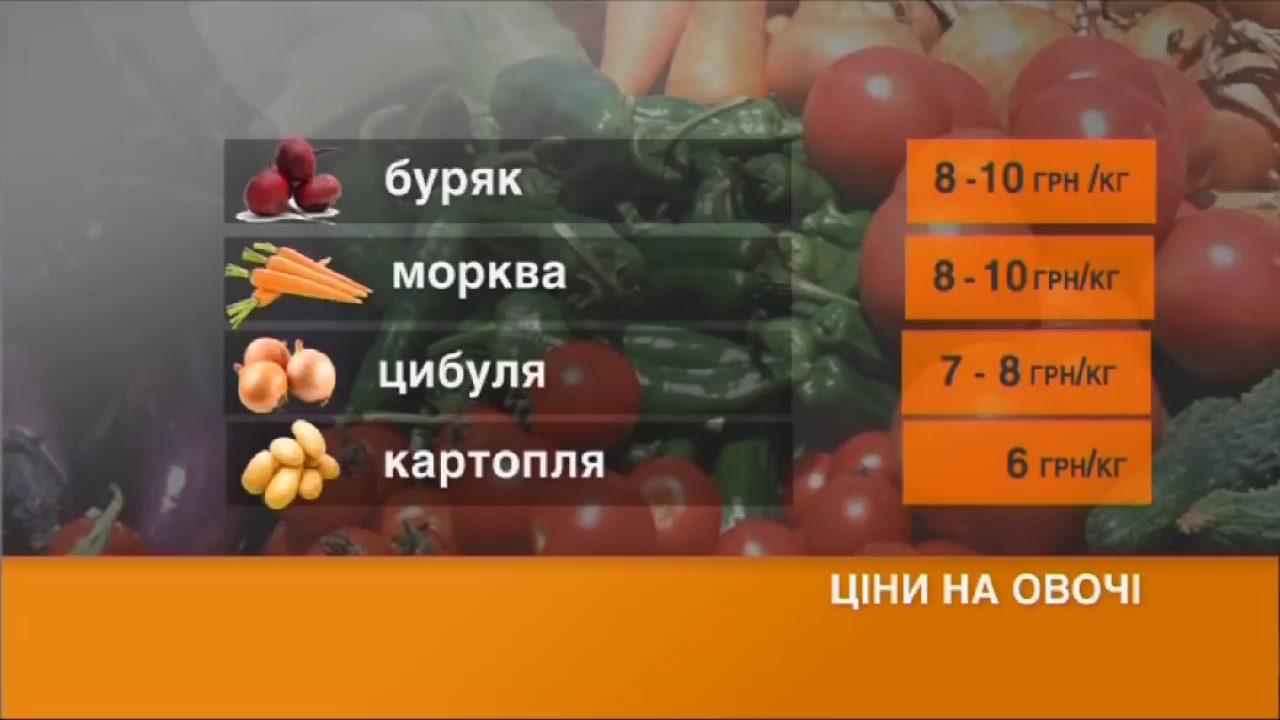 буряк 8 -10 ГРН /КГ
морква 8 - 10 ГРН/КГ
цибуля 7 - 8 ГРН/КГ
картопля 6 ГРН/КГ
ЦІНИ НА ОВОЧІ